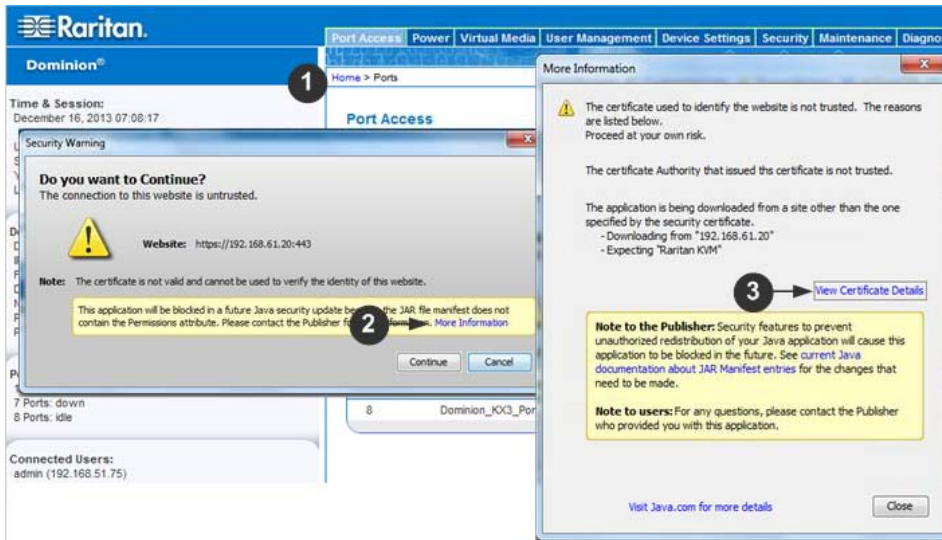 Raritan.
Port Access Power Virtual Media User Management Device Settings Security Maintenance Diagno
Dominion®
1
Home > Ports
Time & Session:
December 16, 2013 07:08:17
Port Access
Security Warning
Do you want to Continue?
The connection to this website is untrusted.
Website: https://192.168.61.20:443
Note: The certificate is not valid and cannot be used to verify the identity of this website.
This application will be blocked in a future Java security update the JAR file manifest does not
contain the Permissions attribute. Please contact the Publisher More Information
2
Continue Cancel
7 Ports: down
8 Ports: idle
8 Dominion_KX3_Por
Connected Users:
admin (192.168.51.75)
More Information
The certificate used to identify the website is not trusted. The reasons
are listed below.
Proceed at your own risk.
The certificate Authority that issued ths certificate is not trusted.
The application is being downloaded from a site other than the one
specified by the security certificate.
- Downloading from "192.168.61.20"
- Expecting "Raritan KVM"
3
View Certificate Details
Note to the Publisher: Security features to prevent
unauthorized redistribution of your Java application will cause this
application to be blocked in the future. See current Java
documentation about JAR Manifest entries for the changes that
need to be made.
Note to users: For any questions, please contact the Publisher
who provided you with this application.
Visit Java.com for more details
Close